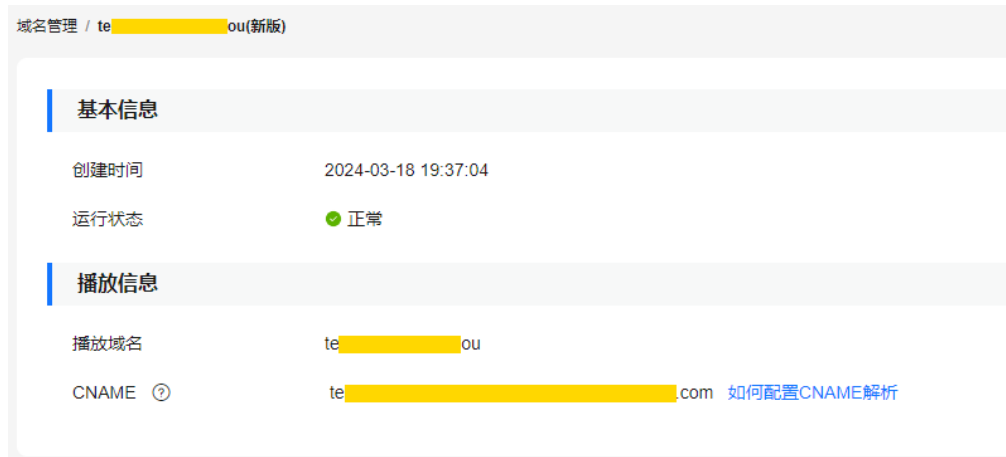 域名管理 / te ou(新版)
基本信息
创建时间 2024-03-18 19:37:04
运行状态 正常
播放信息
播放域名 te ou
CNAME te .com 如何配置CNAME解析